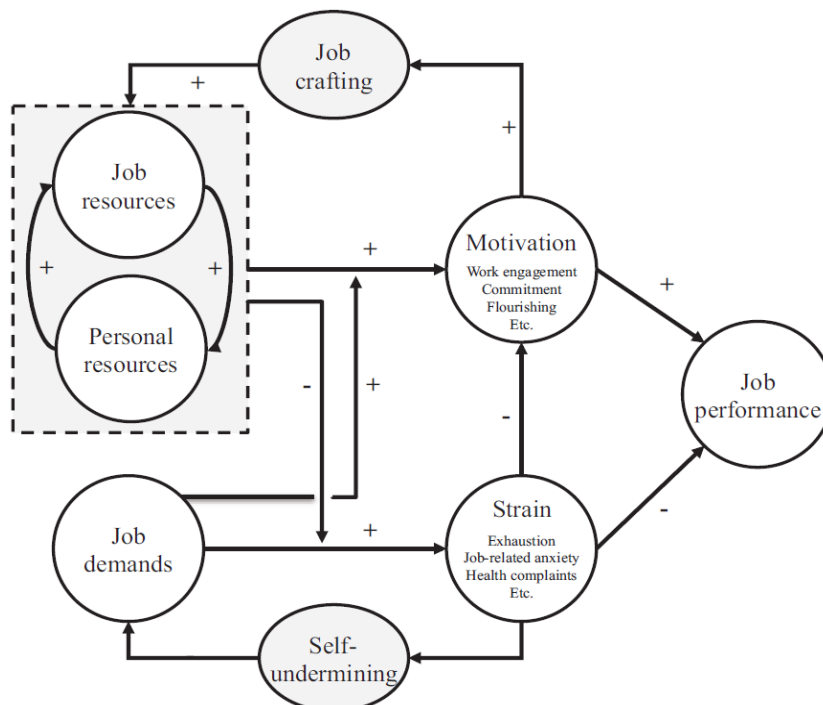 Job
crafting
+
+
Job
resources
+
+
Personal
resources
+
Motivation
Work engagement
Commitment
Flourishing
Etc.
+
-
+
-
Job
performance
Job
demands
+
Strain
Exhaustion
Job-related anxiety
Health complaints
Etc.
-
Self-
undermining